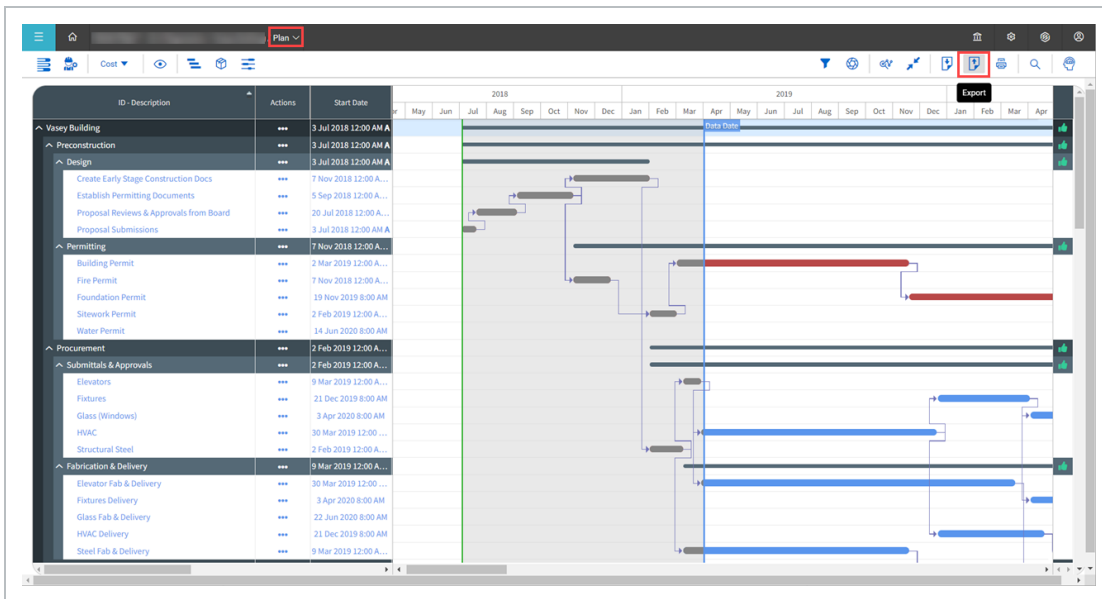 Plan
Cost
Export
ID - Description Actions Start Date
2018 2019
May Jun Jul Aug Sep Oct Nov Dec Jan Feb Mar Apr May Jun Jul Aug Sep Oct Nov Dec Jan Feb Mar Apr
Data Date
Vasey Building ••• 3 Jul 2018 12:00 AM A
Preconstruction ••• 3 Jul 2018 12:00 AM A
Design ••• 3 Jul 2018 12:00 AM A
Create Early Stage Construction Docs ••• 7 Nov 2018 12:00 A...
Establish Permitting Documents ••• 5 Sep 2018 12:00 A...
Proposal Reviews & Approvals from Board ••• 20 Jul 2018 12:00 A...
Proposal Submissions ••• 3 Jul 2018 12:00 AM A
Permitting ••• 7 Nov 2018 12:00 A...
Building Permit ••• 2 Mar 2019 12:00 A...
Fire Permit ••• 7 Nov 2018 12:00 A...
Foundation Permit ••• 19 Nov 2019 8:00 AM
Sitework Permit ••• 2 Feb 2019 12:00 A...
Water Permit ••• 14 Jun 2020 8:00 AM
Procurement ••• 2 Feb 2019 12:00 A...
Submittals & Approvals ••• 2 Feb 2019 12:00 A...
Elevators ••• 9 Mar 2019 12:00 A...
Fixtures ••• 21 Dec 2019 8:00 AM
Glass (Windows) ••• 3 Apr 2020 8:00 AM
HVAC ••• 30 Mar 2019 12:00 ...
Structural Steel ••• 2 Feb 2019 12:00 A...
Fabrication & Delivery ••• 9 Mar 2019 12:00 A...
Elevator Fab & Delivery ••• 30 Mar 2019 12:00 ...
Fixtures Delivery ••• 3 Apr 2020 8:00 AM
Glass Fab & Delivery ••• 22 Jun 2020 8:00 AM
HVAC Delivery ••• 21 Dec 2019 8:00 AM
Steel Fab & Delivery ••• 9 Mar 2019 12:00 A...